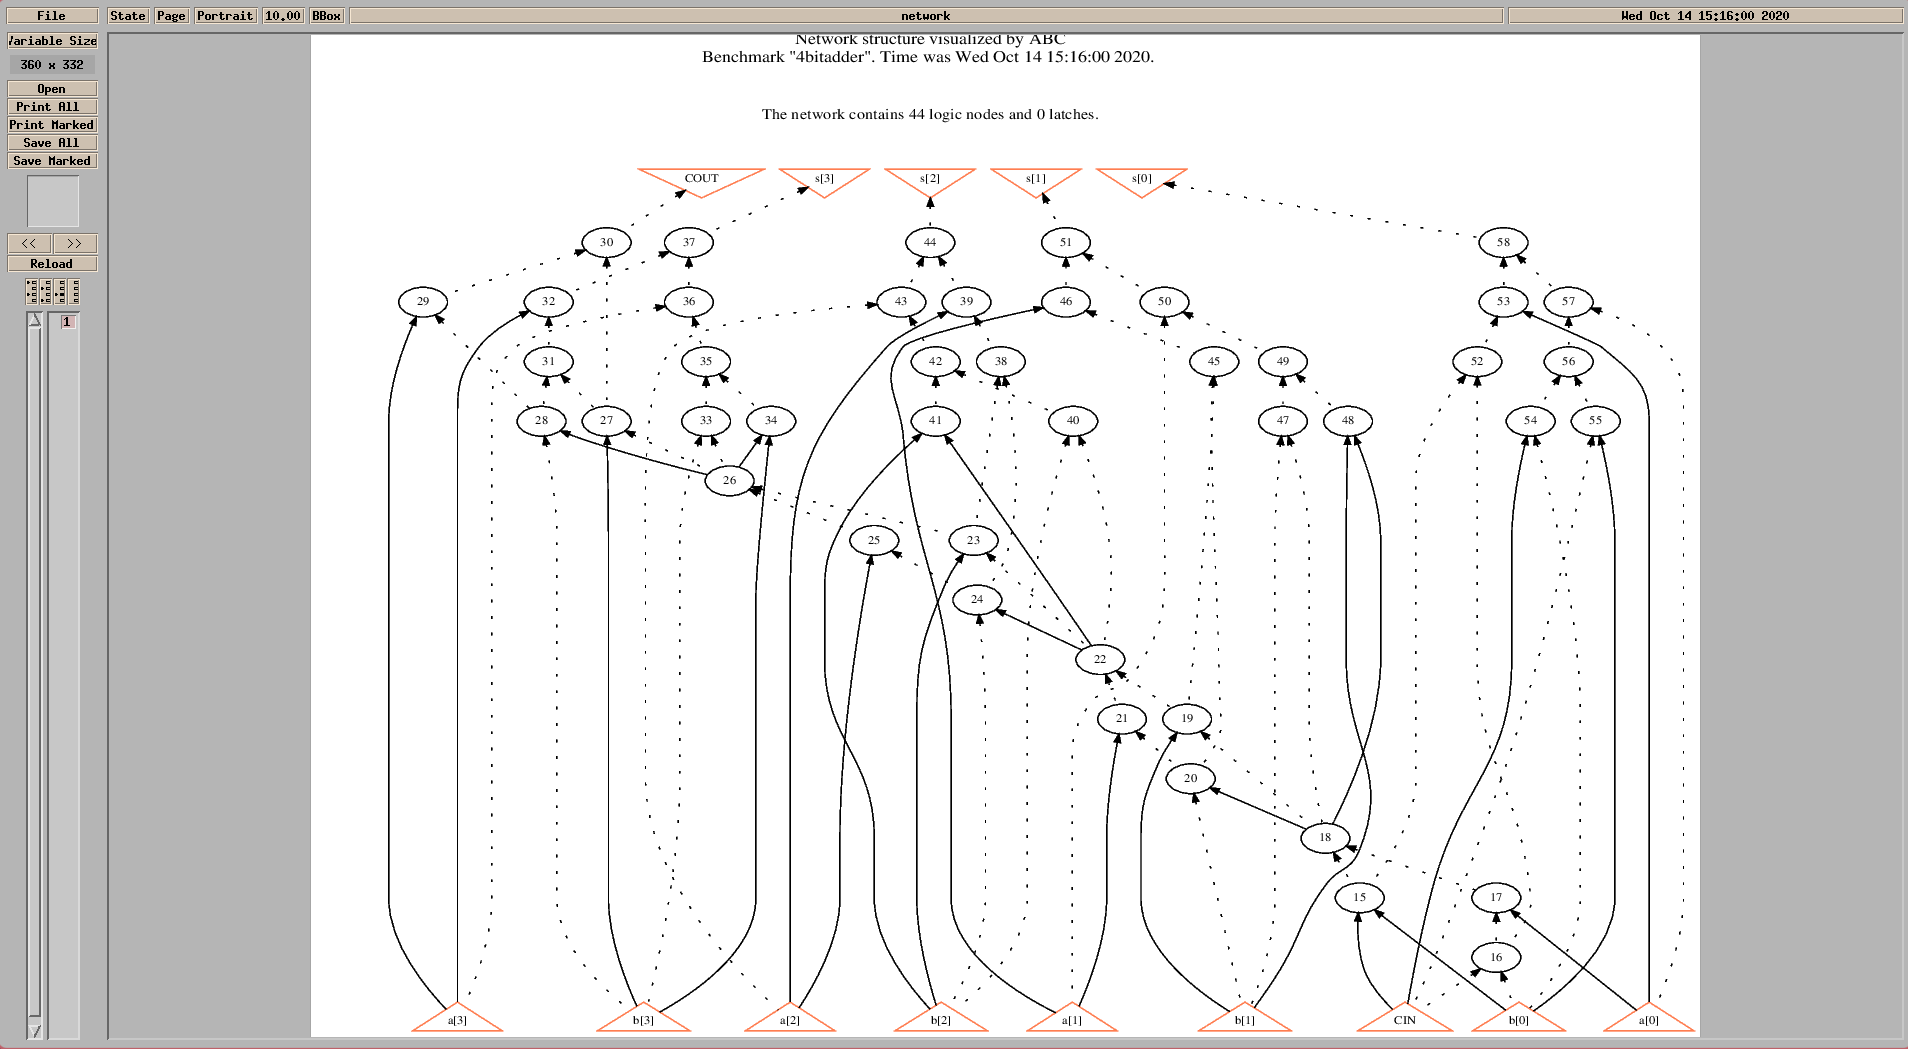 File State Page Portrait 10.00 BBox network Wed Oct 14 15:16:00 2020
Variable Size
360 x 332
Open
Print All
Print Marked
Save All
Save Marked
<< >>
Reload
1
Network structure visualized by ABC
Benchmark "4bitadder". Time was Wed Oct 14 15:16:00 2020.
The network contains 44 logic nodes and 0 latches.
COUT s[3] s[2] s[1] s[0]
30 37 44 51 58
29 32 36 43 39 46 50 53 57
31 35 42 38 45 49 52 56
28 27 33 34 41 40 47 48 54 55
26
25 23
24
22
21 19
20
18
15 17
16
a[3] b[3] a[2] b[2] a[1] b[1] CIN b[0] a[0]